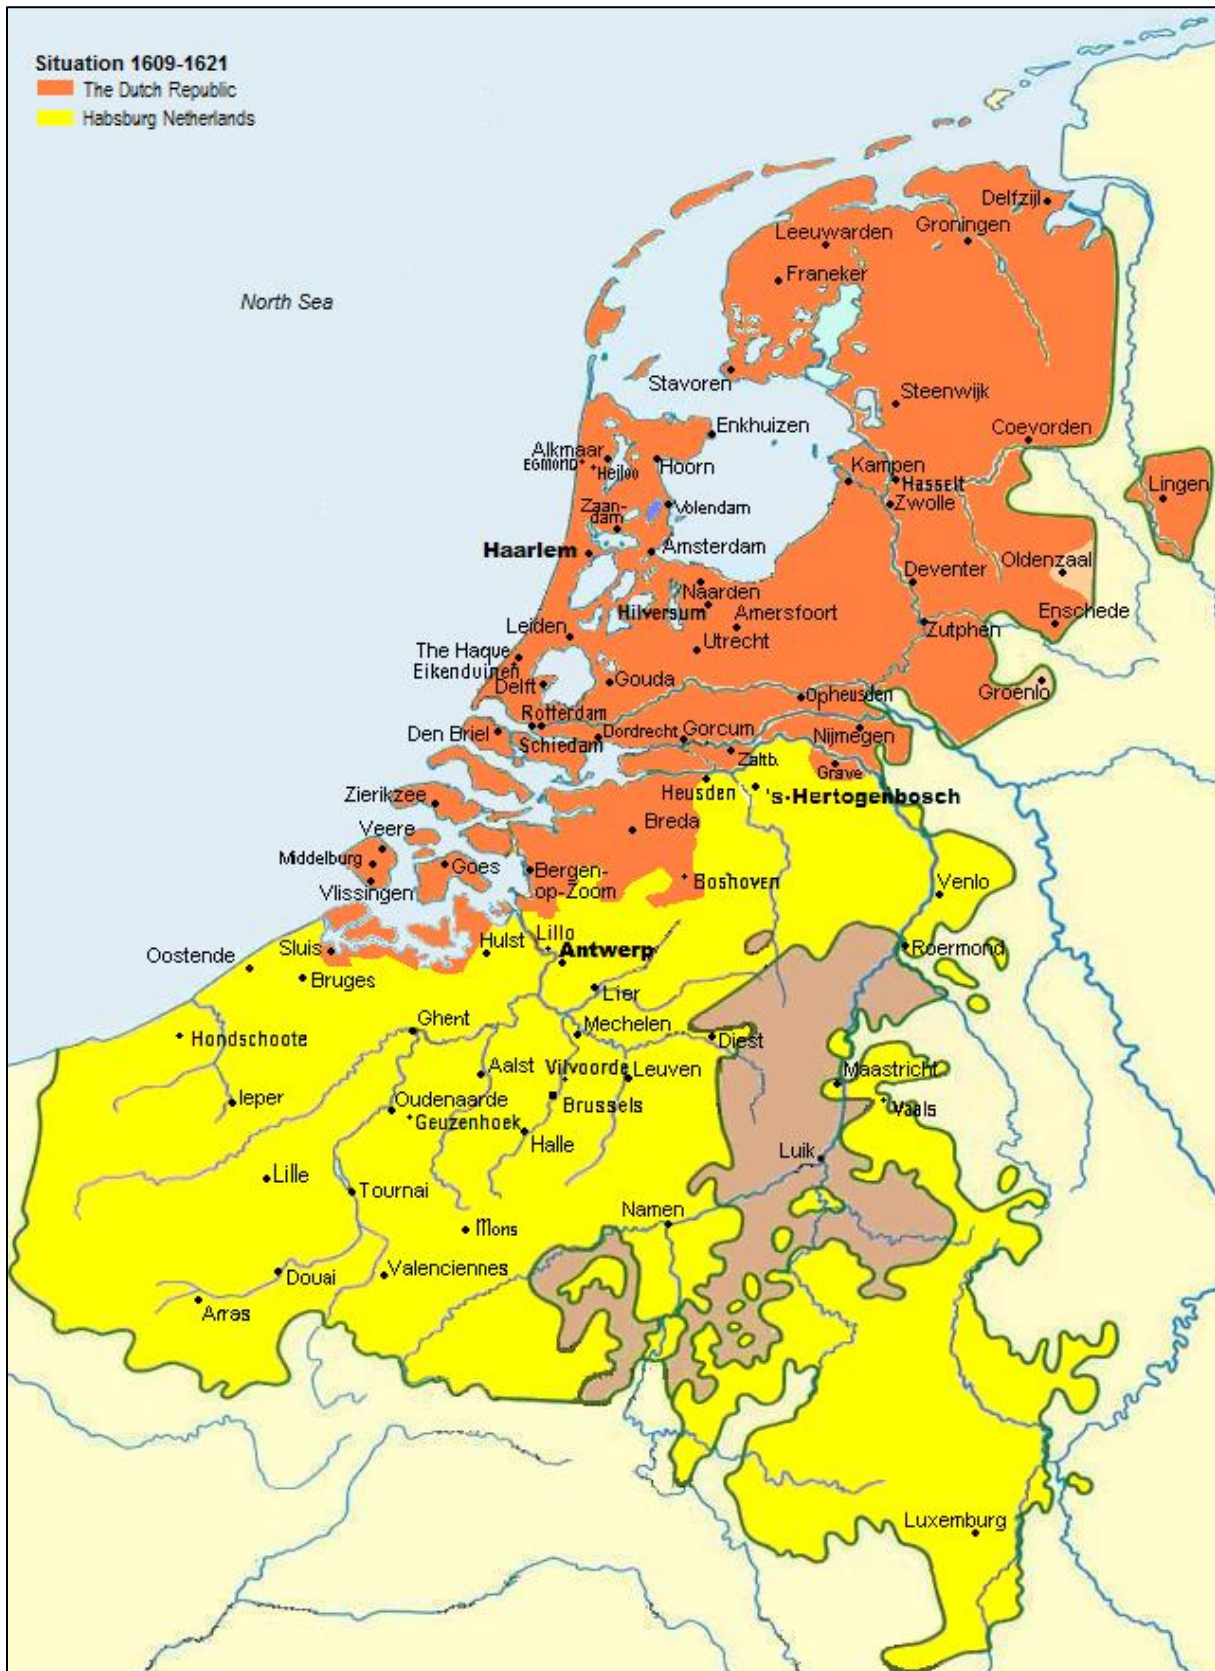 Situation 1609-1621
The Dutch Republic
Habsburg Netherlands
North Sea
Delfzijl
Groningen
Leeuwarden
Franeker
Stavoren
Steenwijk
Enkhuizen
Coevorden
Alkmaar
EGMOND
Heiloo
Hoorn
Kampen
Hasselt
Lingen
Zwolle
Zaan-
dam
Volendam
Haarlem
Amsterdam
Oldenzaal
Deventer
Naarden
Hilversum
Amersfoort
Enschede
Zutphen
Leiden
Utrecht
The Haque
Eikenduinen
Delft
Gouda
Groenlo
Opheusden
Rotterdam
Den Briel
Schiedam
Dordrecht
Gorcum
Nijmegen
Zaltb.
Grave
Heusden
's-Hertogenbosch
Zierikzee
Breda
Veere
Middelburg
Goes
Bergen-
op-Zoom
Boshoven
Vlissingen
Venlo
Lillo
Oostende
Sluis
Hulst
Antwerp
Roermond
Bruges
Lier
Ghent
Mechelen
Hondschoote
Diest
Aalst
Vilvoorde
Leuven
Maastricht
Ieper
Oudenaarde
Geuzenhoek
Brussels
Vaals
Halle
Luik
Lille
Tournai
Namen
Mons
Douai
Valenciennes
Arras
Luxemburg